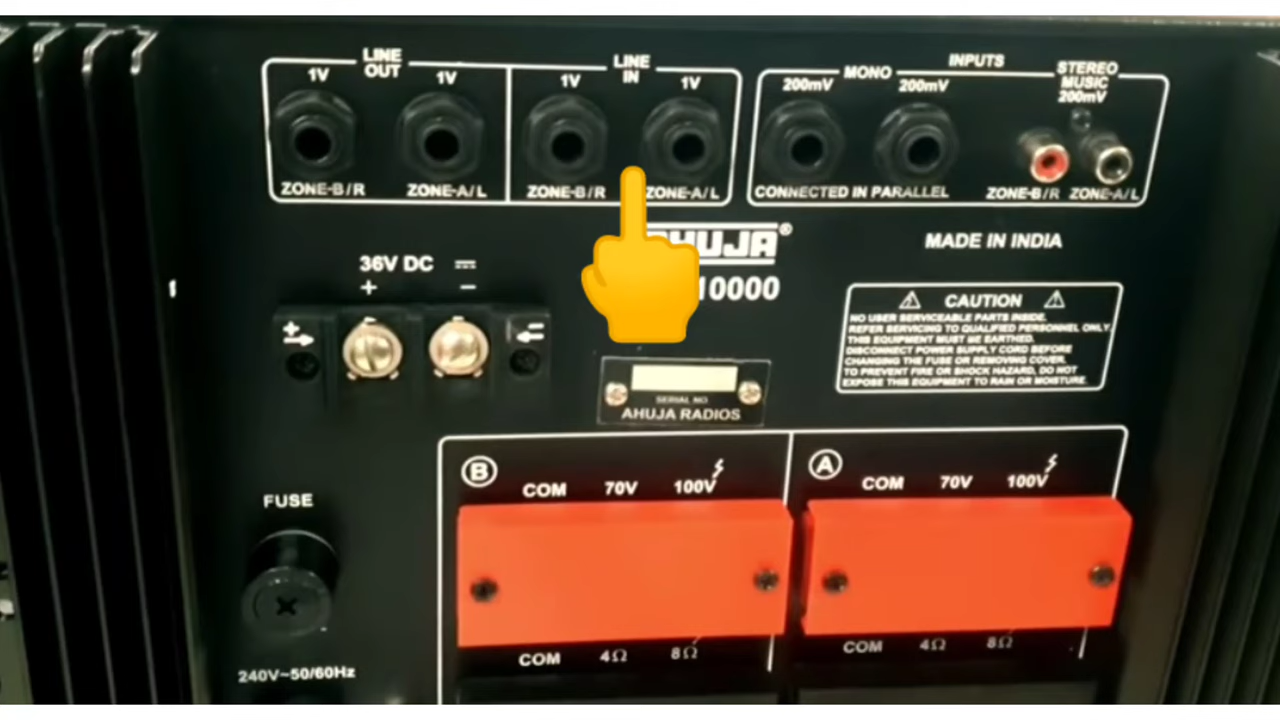 LINE OUT
1V 1V
ZONE-B/R ZONE-A/L
LINE IN
1V 1V
ZONE-B/R ZONE-A/L
INPUTS
MONO
200mV 200mV
CONNECTED IN PARALLEL
STEREO
MUSIC
200mV
ZONE-B/R ZONE-A/L
36V DC
+ −
+ −
AHUJA®
10000
MADE IN INDIA
CAUTION
NO USER SERVICEABLE PARTS INSIDE.
REFER SERVICING TO QUALIFIED PERSONNEL ONLY.
THIS EQUIPMENT MUST BE EARTHED.
DISCONNECT POWER SUPPLY CORD BEFORE
CHANGING THE FUSE OR REMOVING COVER.
TO PREVENT FIRE OR SHOCK HAZARD, DO NOT
EXPOSE THIS EQUIPMENT TO RAIN OR MOISTURE.
SERIAL NO
AHUJA RADIOS
FUSE
240V~50/60Hz
B
COM 70V 100V
COM 4Ω 8Ω
A
COM 70V 100V
COM 4Ω 8Ω